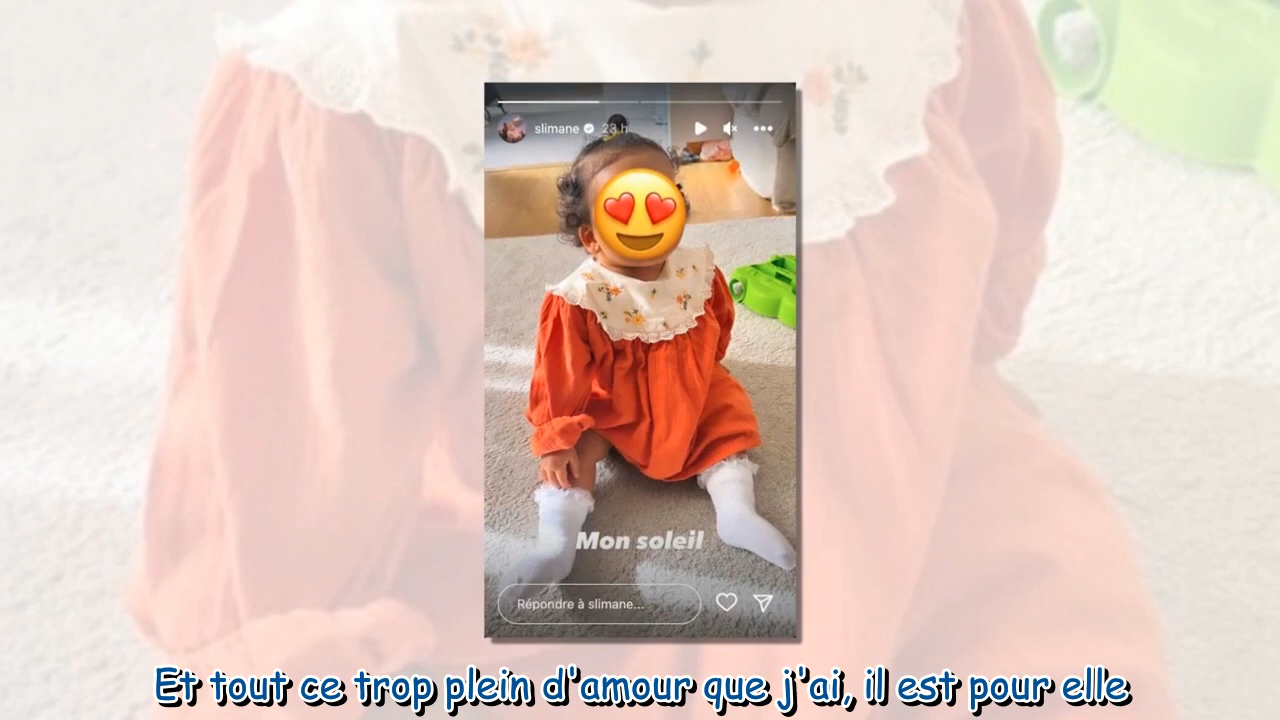 slimane 23 h
Mon soleil
Répondre à slimane...
Et tout ce trop plein d'amour que j'ai, il est pour elle